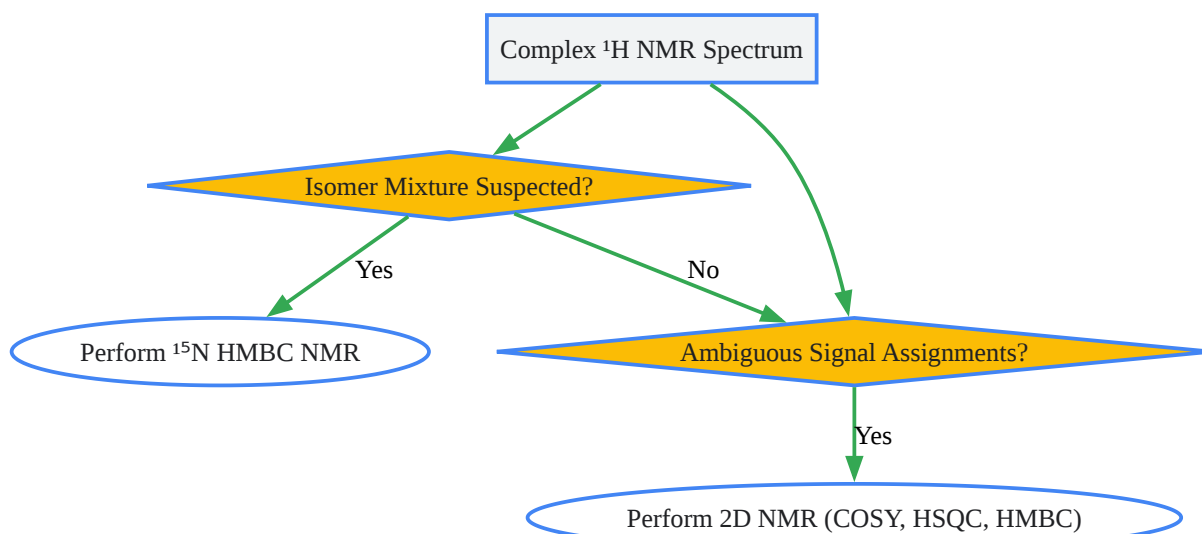 Complex ¹H NMR Spectrum
Isomer Mixture Suspected?
Yes
No
Perform ¹⁵N HMBC NMR
Ambiguous Signal Assignments?
Yes
Perform 2D NMR (COSY, HSQC, HMBC)